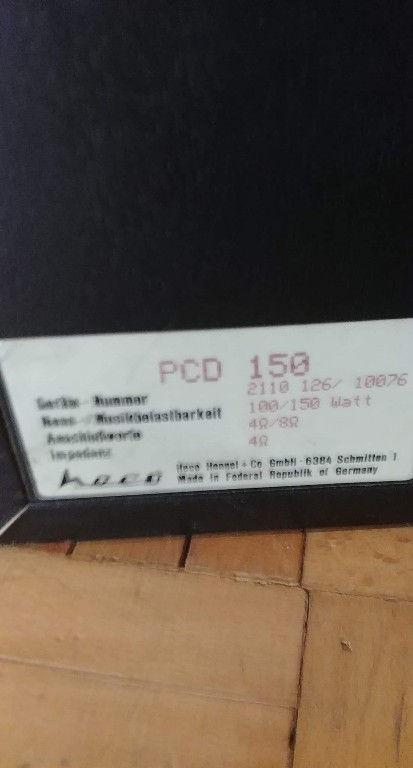 PCD 150
Geräte-Nummer 2110 126/ 10076
Nenn-/Musikbelastbarkeit 100/150 Watt
Anschlußwerte 4Ω/8Ω
Impedanz 4Ω
heco Heco Hennel+Co GmbH-6384 Schmitten 1
Made in Federal Republik of Germany